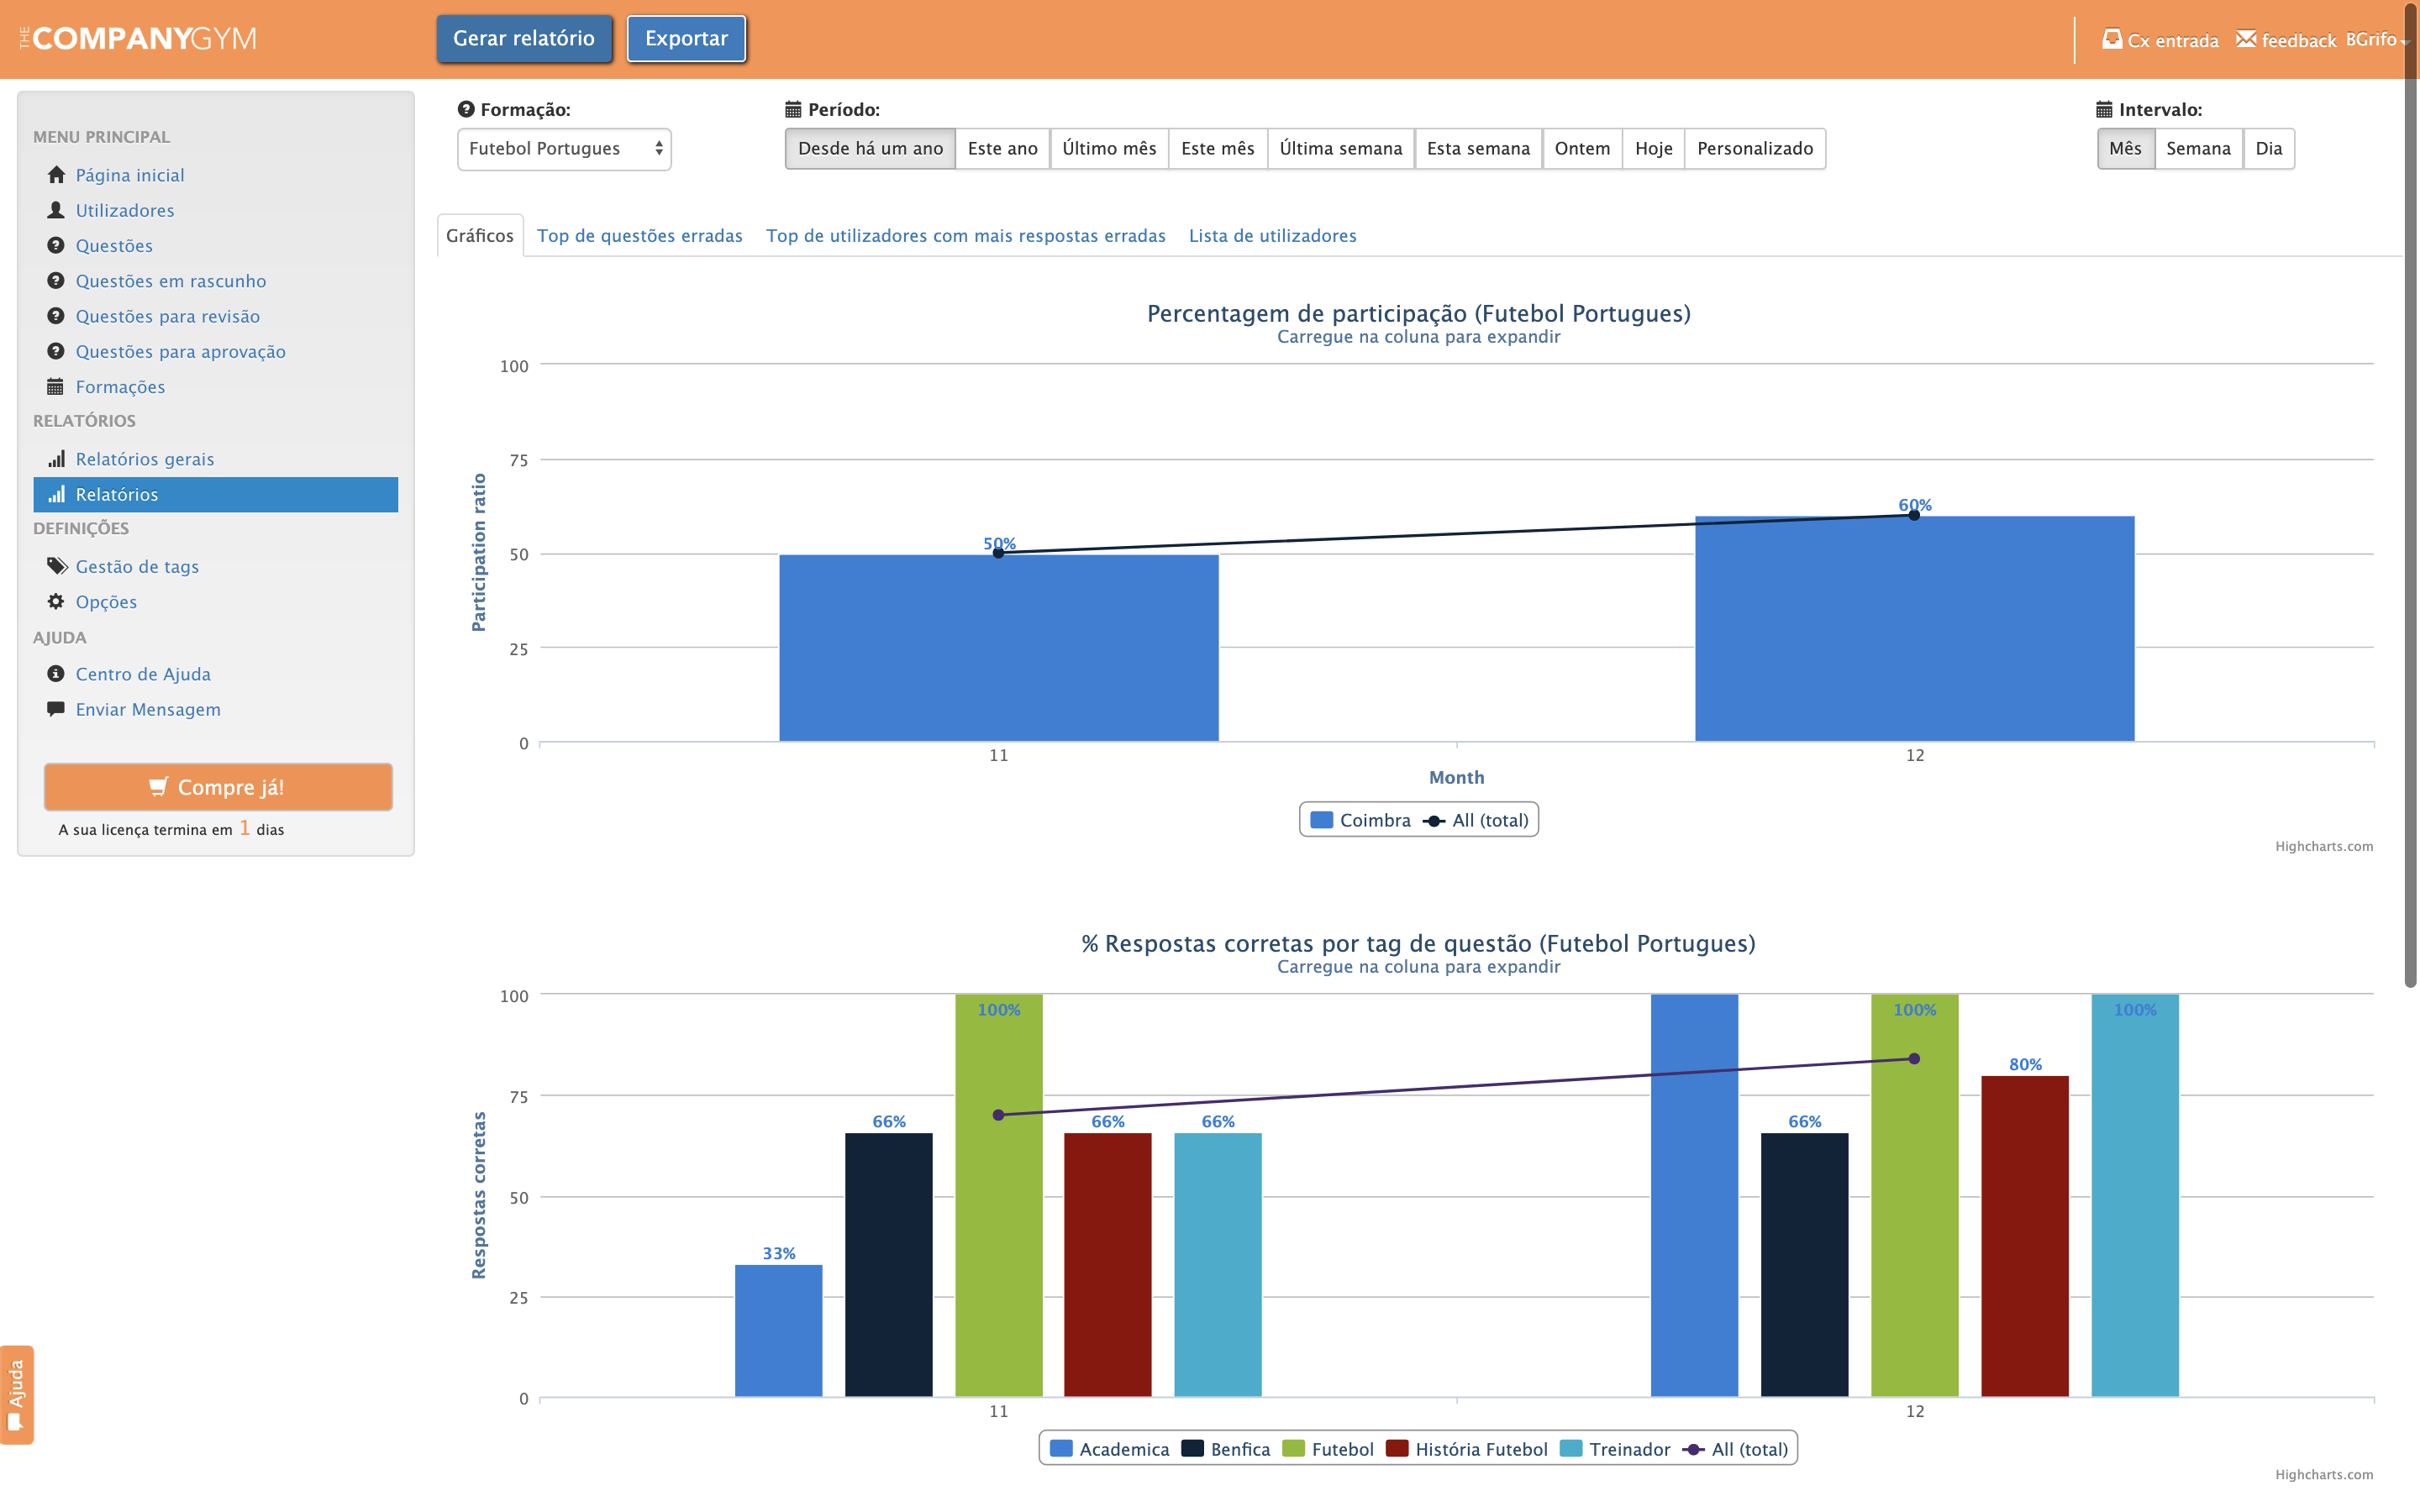 THE COMPANYGYM
Gerar relatório
Exportar
Cx entrada
feedback
BGrifo
MENU PRINCIPAL
Página inicial
Utilizadores
Questões
Questões em rascunho
Questões para revisão
Questões para aprovação
Formações
RELATÓRIOS
Relatórios gerais
Relatórios
DEFINIÇÕES
Gestão de tags
Opções
AJUDA
Centro de Ajuda
Enviar Mensagem
Compre já!
A sua licença termina em 1 dias
Ajuda
Formação:
Futebol Portugues
Período:
Desde há um ano
Este ano
Último mês
Este mês
Última semana
Esta semana
Ontem
Hoje
Personalizado
Intervalo:
Mês
Semana
Dia
Gráficos
Top de questões erradas
Top de utilizadores com mais respostas erradas
Lista de utilizadores
Percentagem de participação (Futebol Portugues)
Carregue na coluna para expandir
Participation ratio
100
75
50
25
0
50%
60%
11
12
Month
Coimbra
All (total)
Highcharts.com
% Respostas corretas por tag de questão (Futebol Portugues)
Carregue na coluna para expandir
Respostas corretas
100
75
50
25
0
33%
66%
100%
66%
66%
66%
100%
80%
100%
11
12
Academica
Benfica
Futebol
História Futebol
Treinador
All (total)
Highcharts.com